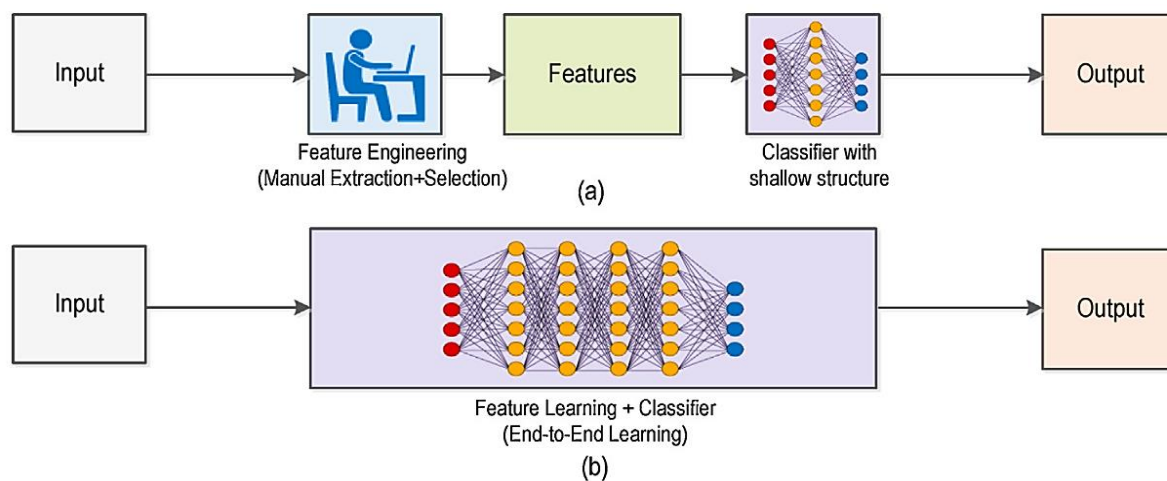 Input
Features
Output
Feature Engineering
(Manual Extraction+Selection)
Classifier with
shallow structure
(a)
Input
Output
Feature Learning + Classifier
(End-to-End Learning)
(b)